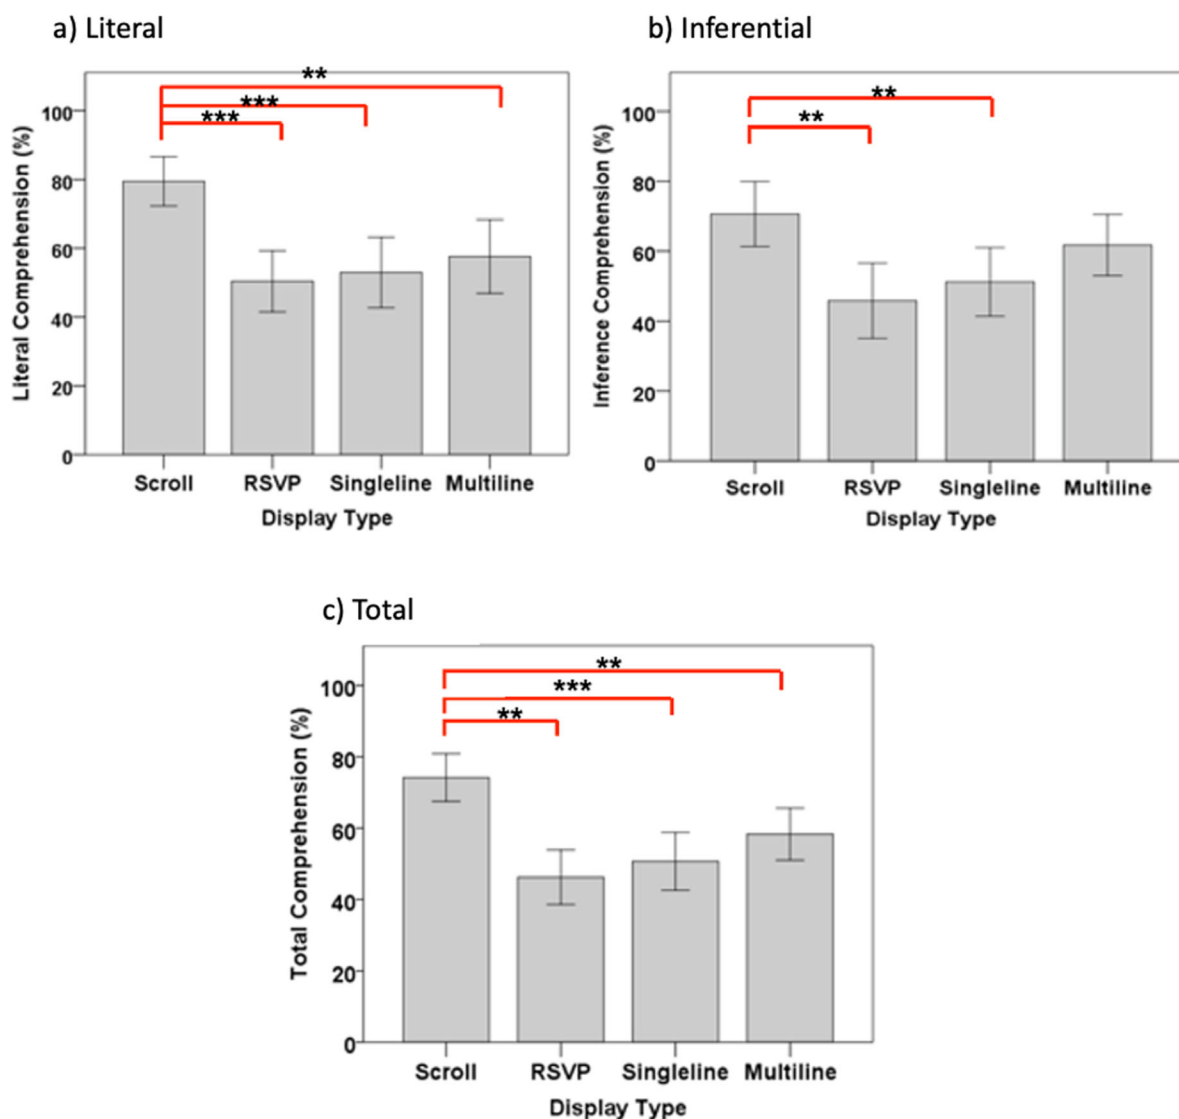 a) Literal
**
***
***
100
80
60
40
20
0
Literal Comprehension (%)
Scroll RSVP Singleline Multiline
Display Type
b) Inferential
**
**
100
80
60
40
20
0
Inference Comprehension (%)
Scroll RSVP Singleline Multiline
Display Type
c) Total
**
***
**
100
80
60
40
20
0
Total Comprehension (%)
Scroll RSVP Singleline Multiline
Display Type